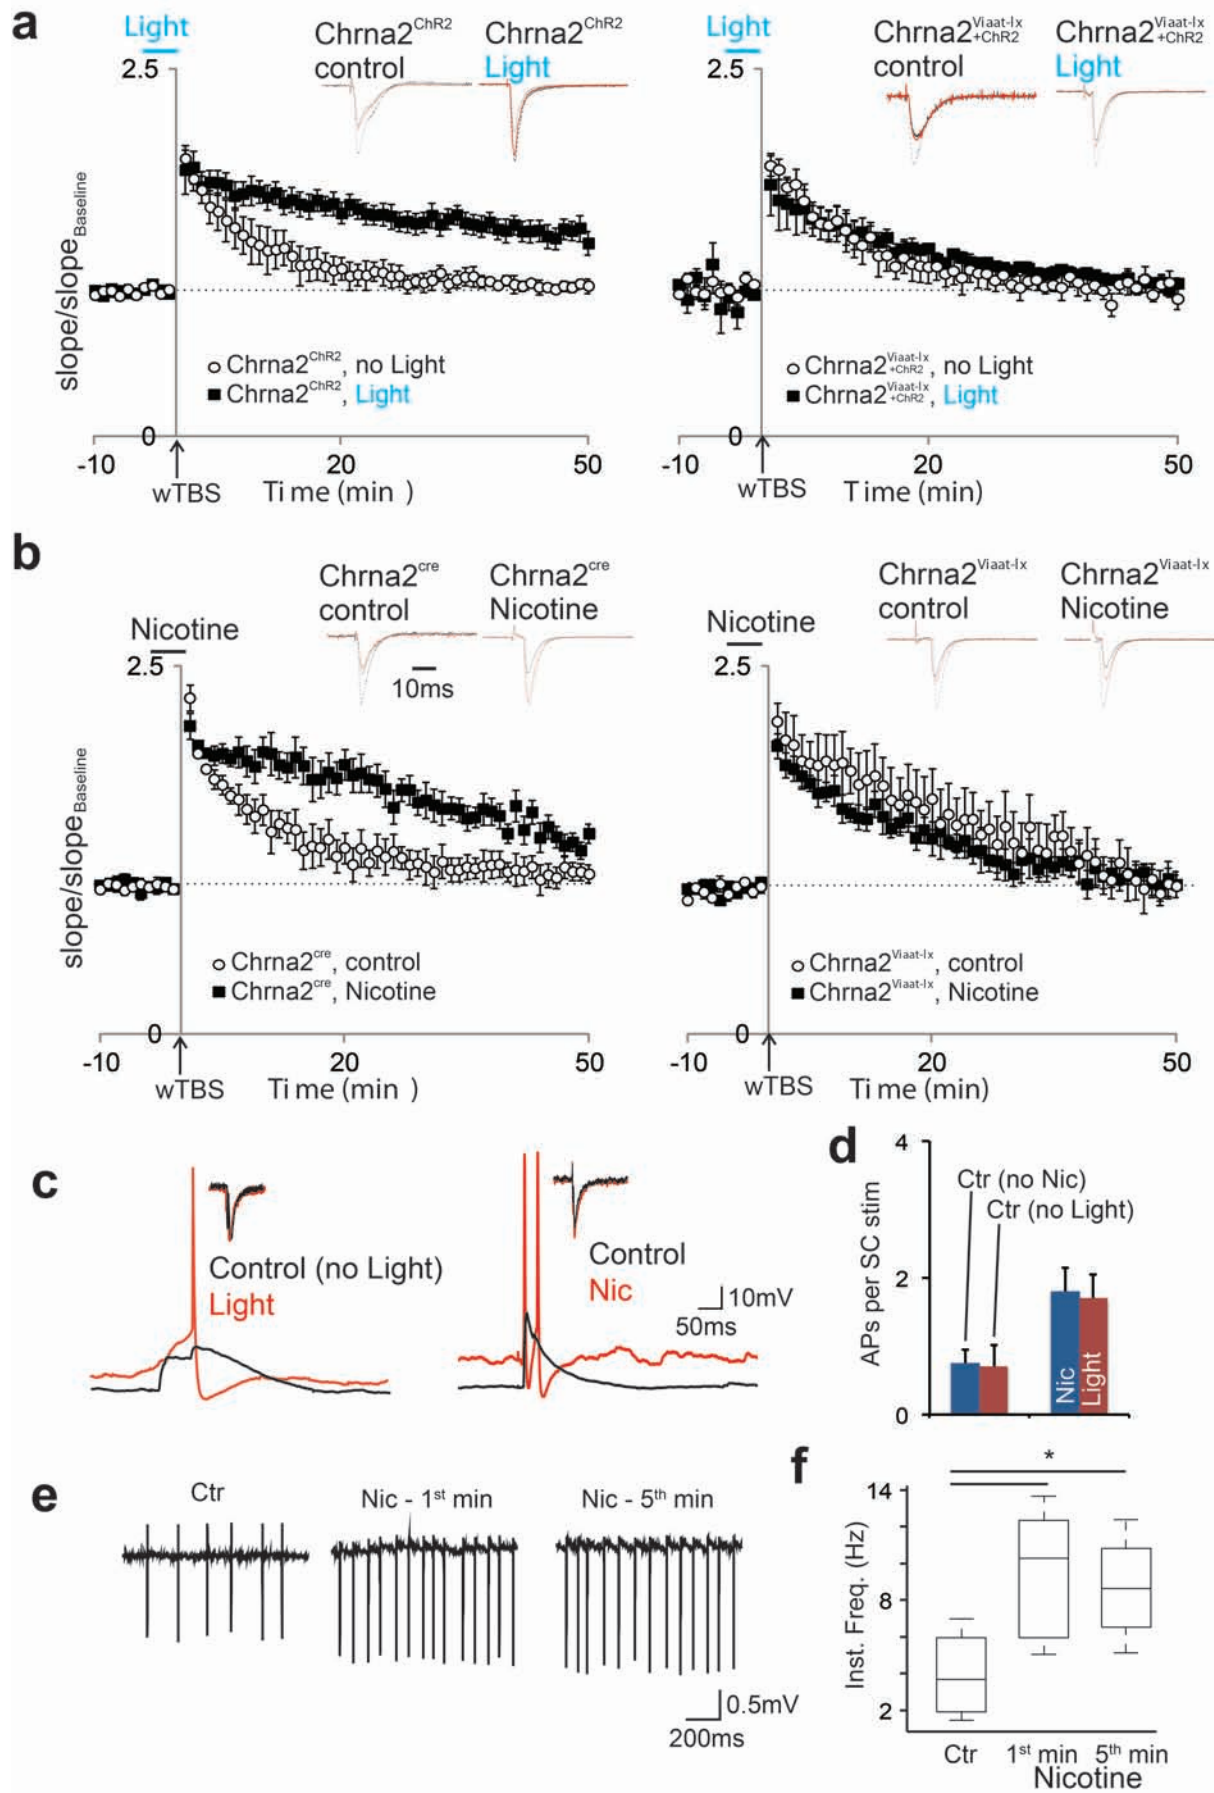 a
Light
Chrna2ChR2 control
Chrna2ChR2 Light
2.5
slope/slopeBaseline
Chrna2ChR2, no Light
Chrna2ChR2, Light
0
-10
20
50
wTBS
Time (min )
Light
Chrna2Viaat-lx+ChR2 control
Chrna2Viaat-lx+ChR2 Light
2.5
Chrna2Viaat-lx+ChR2, no Light
Chrna2Viaat-lx+ChR2, Light
0
-10
20
50
wTBS
Time (min)
b
Nicotine
Chrna2cre control
Chrna2cre Nicotine
10ms
2.5
slope/slopeBaseline
Chrna2cre, control
Chrna2cre, Nicotine
0
-10
20
50
wTBS
Time (min )
Nicotine
Chrna2Viaat-lx control
Chrna2Viaat-lx Nicotine
2.5
Chrna2Viaat-lx, control
Chrna2Viaat-lx, Nicotine
0
-10
20
50
wTBS
Time (min)
c
Control (no Light)
Light
Control
Nic
10mV
50ms
d
4
2
0
APs per SC stim
Ctr (no Nic)
Ctr (no Light)
Nic
Light
e
Ctr
Nic - 1st min
Nic - 5th min
0.5mV
200ms
f
*
14
8
2
Inst. Freq. (Hz)
Ctr
1st min
5th min
Nicotine